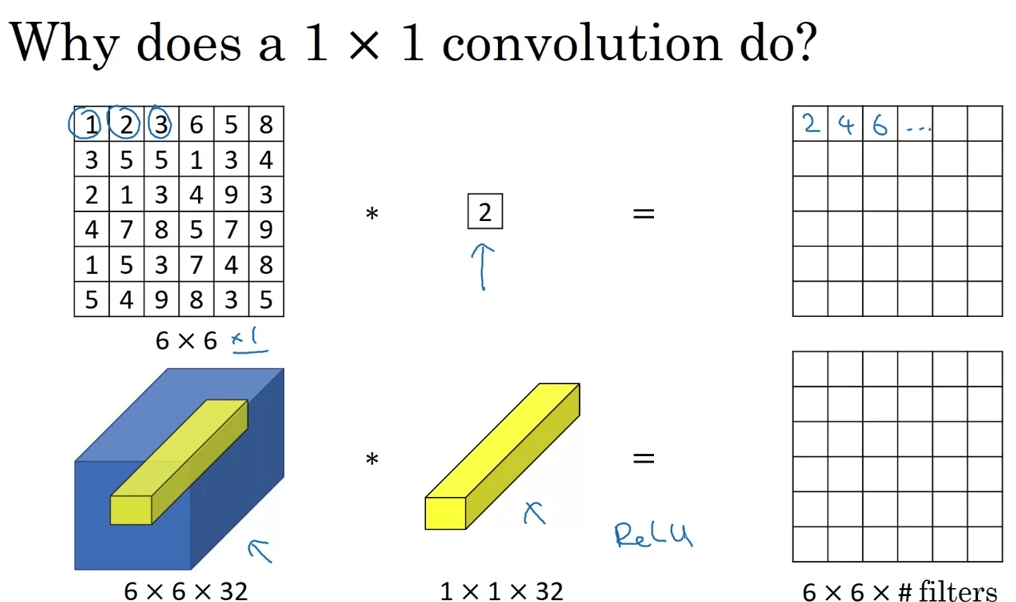 Why does a 1 × 1 convolution do?
1 2 3 6 5 8
3 5 5 1 3 4
2 1 3 4 9 3
4 7 8 5 7 9
1 5 3 7 4 8
5 4 9 8 3 5
6 × 6 × 1
*
2
=
2 4 6 ...
6 × 6 × 32
*
1 × 1 × 32
=
ReLU
6 × 6 × # filters